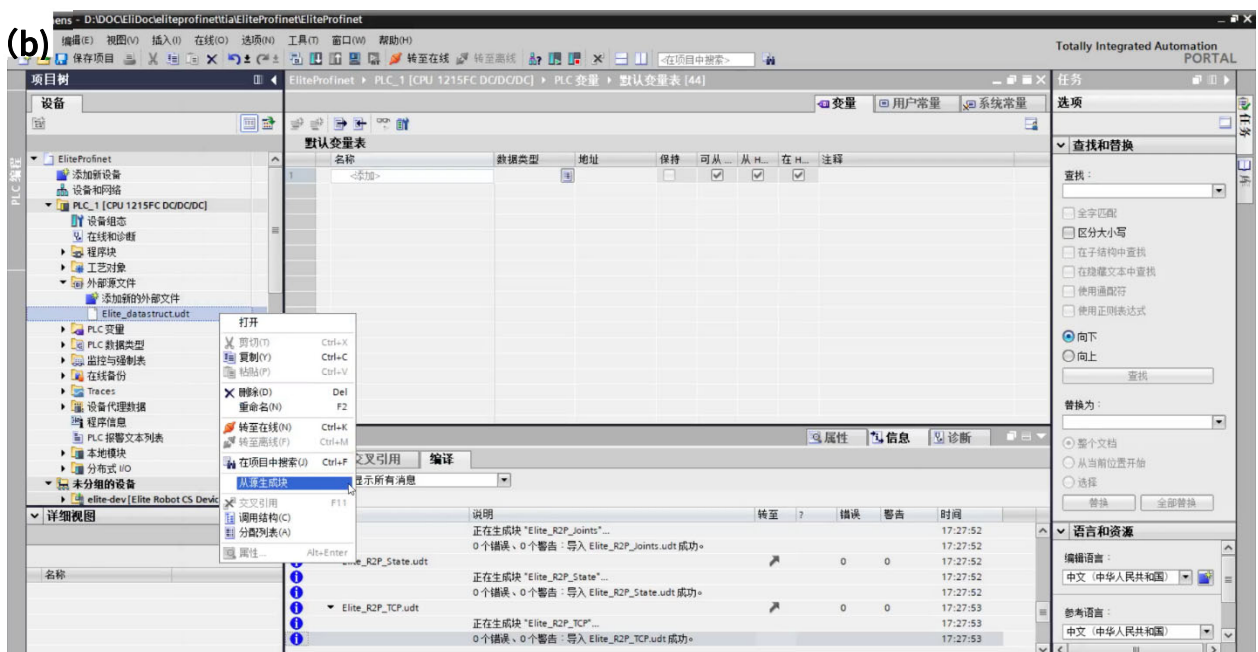 (b)
ens - D:\DOC\EliDoc\eliteprofinet\tia\EliteProfinet\EliteProfinet
编辑(E) 视图(V) 插入(I) 在线(O) 选项(N) 工具(T) 窗口(W) 帮助(H)
Totally Integrated Automation
PORTAL
保存项目 转至在线 转至离线 <在项目中搜索>
项目树
EliteProfinet PLC_1 [CPU 1215FC DC/DC/DC] PLC 变量 默认变量表 [44]
任务
设备
变量 用户常量 系统常量
选项
默认变量表
名称 数据类型 地址 保持 可从 ... 从 H... 在 H... 注释
1 <添加>
PLC 编程
EliteProfinet
添加新设备
设备和网络
PLC_1 [CPU 1215FC DC/DC/DC]
设备组态
在线和诊断
程序块
工艺对象
外部源文件
添加新的外部文件
Elite_datastruct.udt
PLC 变量
PLC 数据类型
监控与强制表
在线备份
Traces
设备代理数据
程序信息
PLC 报警文本列表
本地模块
分布式 I/O
未分组的设备
elite-dev [Elite Robot CS Devic
详细视图
名称
打开
剪切(T) Ctrl+X
复制(Y) Ctrl+C
粘贴(P) Ctrl+V
删除(D) Del
重命名(N) F2
转至在线(N) Ctrl+K
转至离线(F) Ctrl+M
在项目中搜索(J) Ctrl+F
从源生成块
交叉引用 F11
调用结构(C)
分配列表(A)
属性... Alt+Enter
属性 信息 诊断
交叉引用 编译
显示所有消息
说明 转至 ? 错误 警告 时间
正在生成块 "Elite_R2P_Joints"... 17:27:52
0 个错误、0 个警告：导入 Elite_R2P_Joints.udt 成功。 17:27:52
Elite_R2P_State.udt 0 0 17:27:52
正在生成块 "Elite_R2P_State"... 17:27:52
0 个错误、0 个警告：导入 Elite_R2P_State.udt 成功。 17:27:52
Elite_R2P_TCP.udt 0 0 17:27:53
正在生成块 "Elite_R2P_TCP"... 17:27:53
0 个错误、0 个警告：导入 Elite_R2P_TCP.udt 成功。 17:27:53
查找和替换
查找：
全字匹配
区分大小写
在子结构中查找
在隐藏文本中查找
使用通配符
使用正则表达式
向下
向上
查找
替换为：
整个文档
从当前位置开始
选择
替换 全部替换
语言和资源
编辑语言：
中文（中华人民共和国）
参考语言：
中文（中华人民共和国）
任务
库